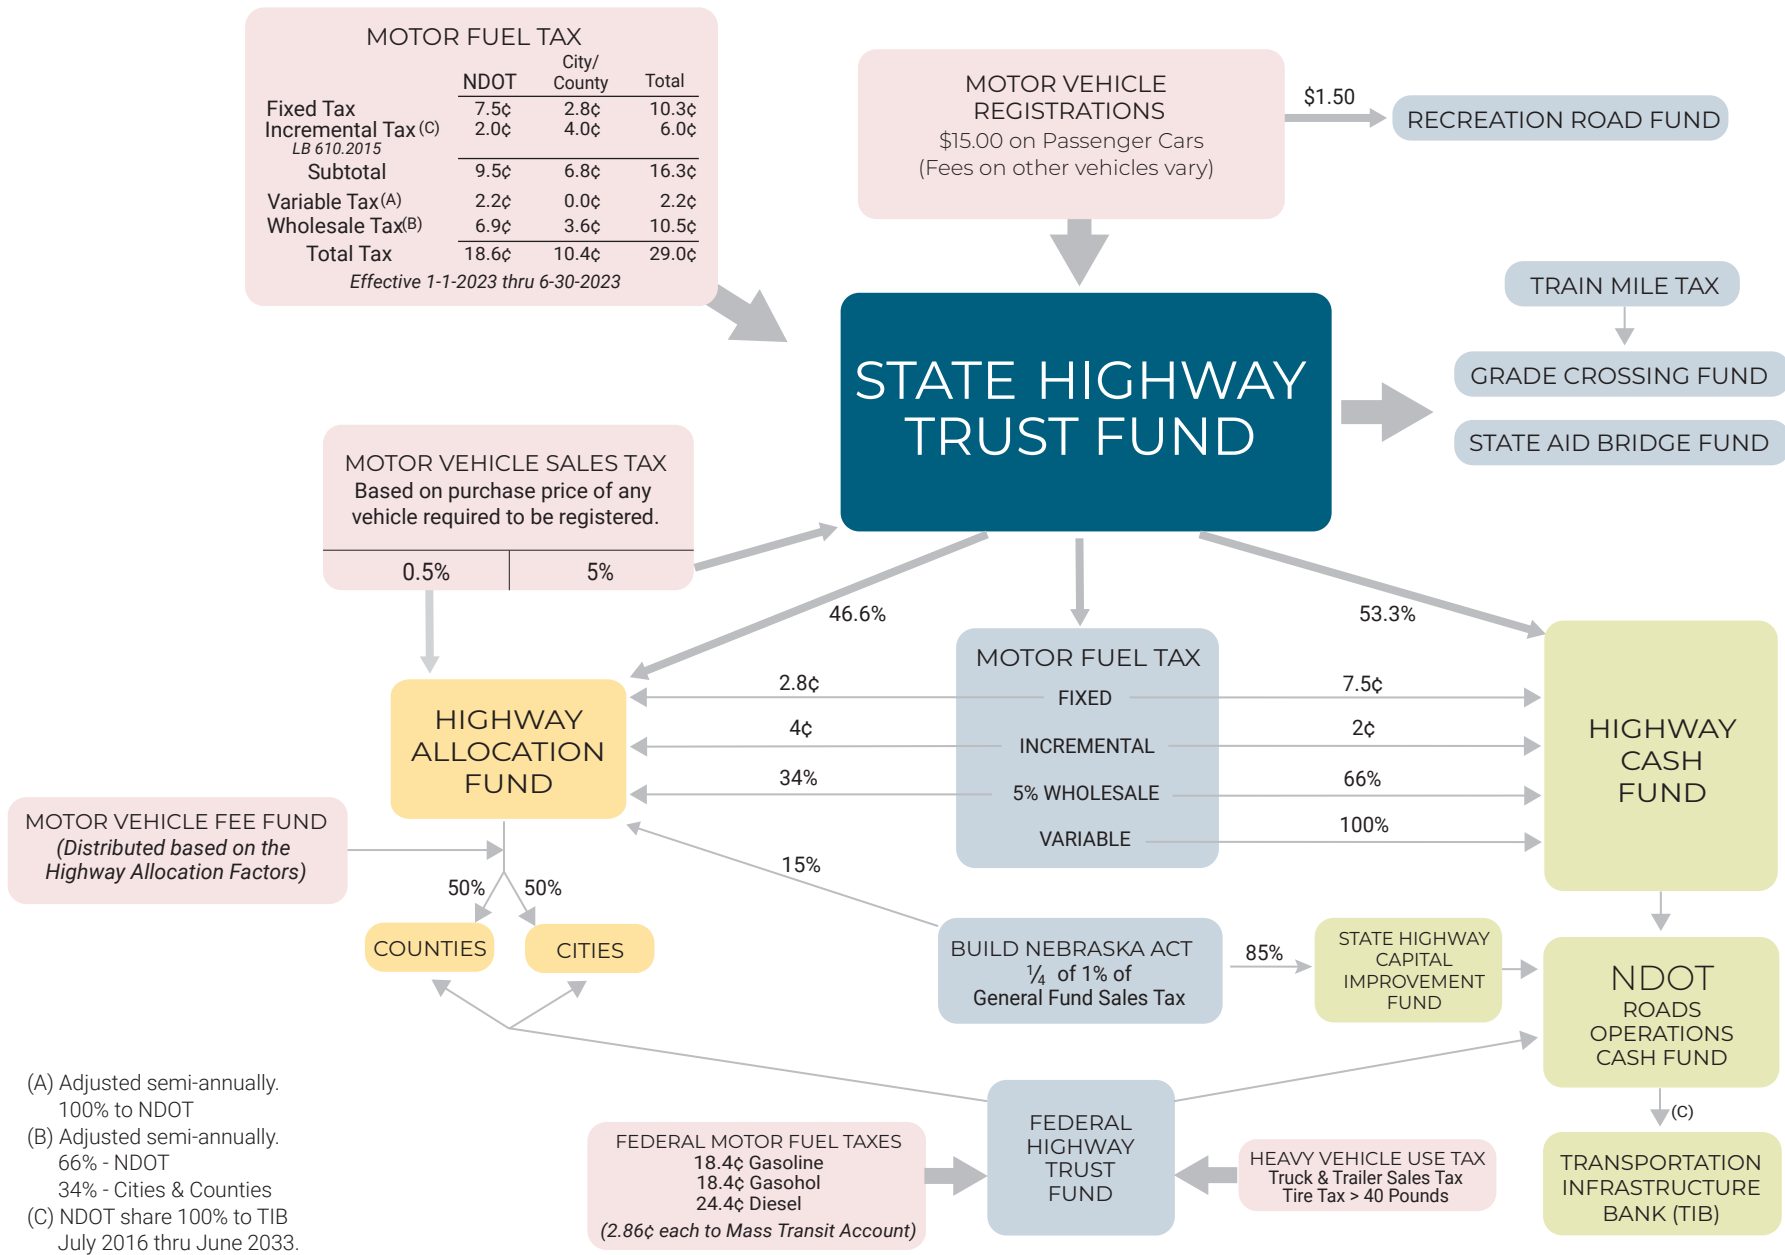 MOTOR FUEL TAX
NDOT City/ County Total
Fixed Tax 7.5¢ 2.8¢ 10.3¢
Incremental Tax (C) 2.0¢ 4.0¢ 6.0¢
LB 610.2015
Subtotal 9.5¢ 6.8¢ 16.3¢
Variable Tax (A) 2.2¢ 0.0¢ 2.2¢
Wholesale Tax(B) 6.9¢ 3.6¢ 10.5¢
Total Tax 18.6¢ 10.4¢ 29.0¢
Effective 1-1-2023 thru 6-30-2023
MOTOR VEHICLE
REGISTRATIONS
$15.00 on Passenger Cars
(Fees on other vehicles vary)
$1.50
RECREATION ROAD FUND
TRAIN MILE TAX
GRADE CROSSING FUND
STATE AID BRIDGE FUND
STATE HIGHWAY
TRUST FUND
MOTOR VEHICLE SALES TAX
Based on purchase price of any
vehicle required to be registered.
0.5% 5%
46.6%
53.3%
MOTOR FUEL TAX
2.8¢ FIXED 7.5¢
4¢ INCREMENTAL 2¢
34% 5% WHOLESALE 66%
VARIABLE 100%
HIGHWAY
ALLOCATION
FUND
HIGHWAY
CASH
FUND
MOTOR VEHICLE FEE FUND
(Distributed based on the
Highway Allocation Factors)
50% 50%
COUNTIES
CITIES
15%
BUILD NEBRASKA ACT
1/4 of 1% of
General Fund Sales Tax
85%
STATE HIGHWAY
CAPITAL
IMPROVEMENT
FUND
NDOT
ROADS
OPERATIONS
CASH FUND
(C)
TRANSPORTATION
INFRASTRUCTURE
BANK (TIB)
FEDERAL
HIGHWAY
TRUST
FUND
FEDERAL MOTOR FUEL TAXES
18.4¢ Gasoline
18.4¢ Gasohol
24.4¢ Diesel
(2.86¢ each to Mass Transit Account)
HEAVY VEHICLE USE TAX
Truck & Trailer Sales Tax
Tire Tax > 40 Pounds
(A) Adjusted semi-annually.
100% to NDOT
(B) Adjusted semi-annually.
66% - NDOT
34% - Cities & Counties
(C) NDOT share 100% to TIB
July 2016 thru June 2033.